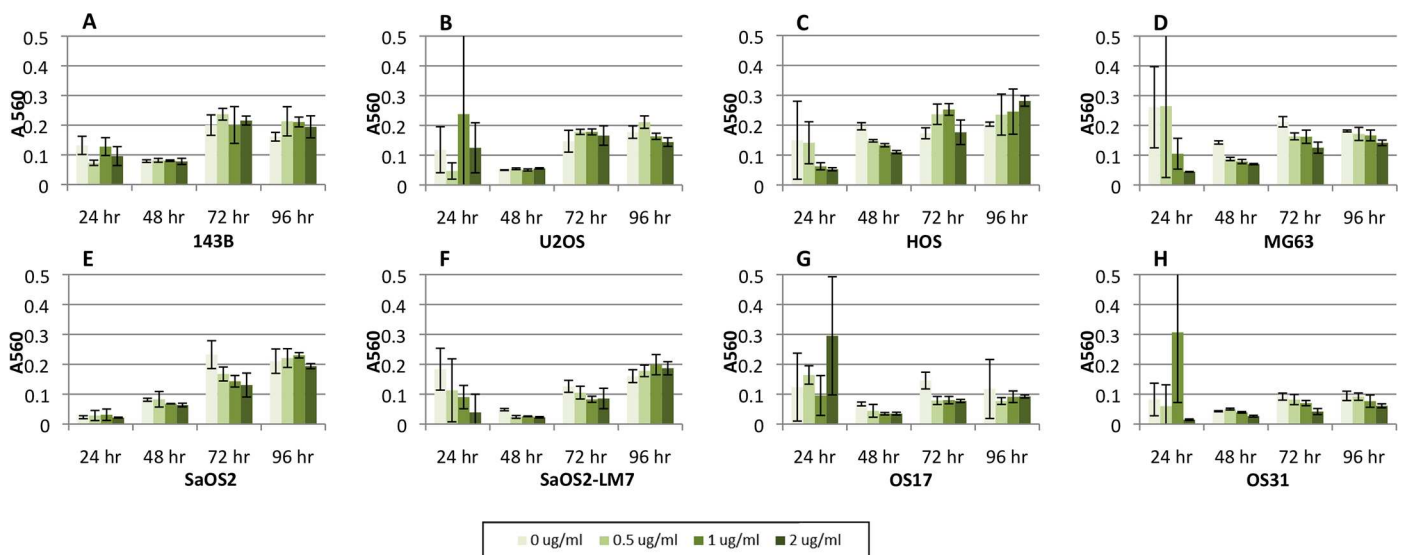 A
B
C
D
0.5
0.4
0.3
0.2
0.1
0
A 560
24 hr 48 hr 72 hr 96 hr
143B
0.5
0.4
0.3
0.2
0.1
0
A560
24 hr 48 hr 72 hr 96 hr
U2OS
0.5
0.4
0.3
0.2
0.1
0
A560
24 hr 48 hr 72 hr 96 hr
HOS
0.5
0.4
0.3
0.2
0.1
0
A560
24 hr 48 hr 72 hr 96 hr
MG63
E
F
G
H
0.5
0.4
0.3
0.2
0.1
0
A560
24 hr 48 hr 72 hr 96 hr
SaOS2
0.5
0.4
0.3
0.2
0.1
0
A560
24 hr 48 hr 72 hr 96 hr
SaOS2-LM7
0.5
0.4
0.3
0.2
0.1
0
A560
24 hr 48 hr 72 hr 96 hr
OS17
0.5
0.4
0.3
0.2
0.1
0
A560
24 hr 48 hr 72 hr 96 hr
OS31
0 ug/ml 0.5 ug/ml 1 ug/ml 2 ug/ml